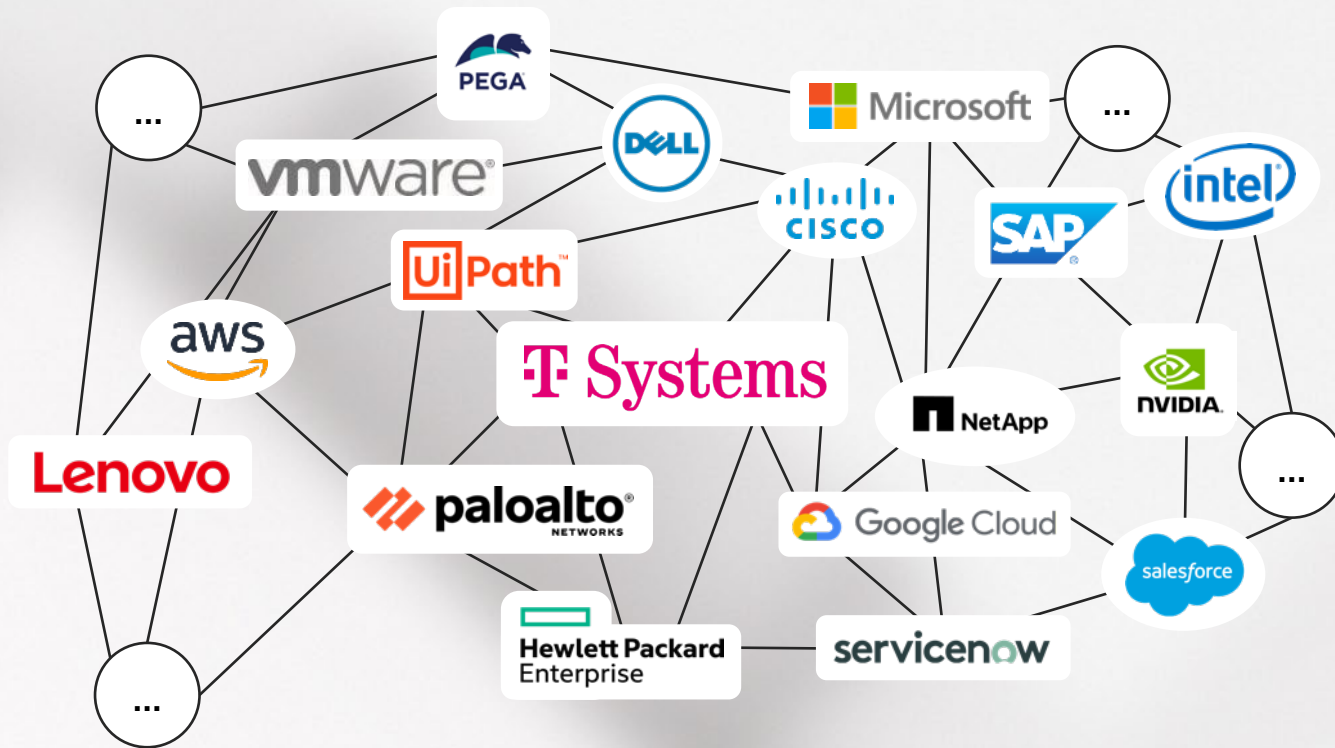 PEGA
...
Microsoft
...
DELL
vmware®
intel®
CISCO
SAP
®
UiPath™
aws
T Systems
NVIDIA.
NetApp
Lenovo
...
paloalto®
NETWORKS
Google Cloud
salesforce
Hewlett Packard
Enterprise
servicenow
...